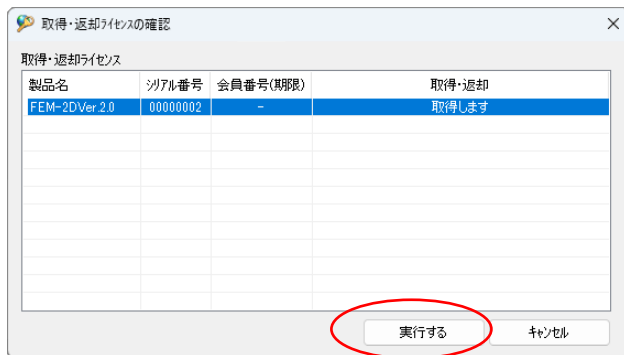 取得・返却ライセンスの確認
取得・返却ライセンス
製品名 シリアル番号 会員番号(期限) 取得・返却
FEM-2DVer.2.0 00000002 - 取得します
実行する キャンセル